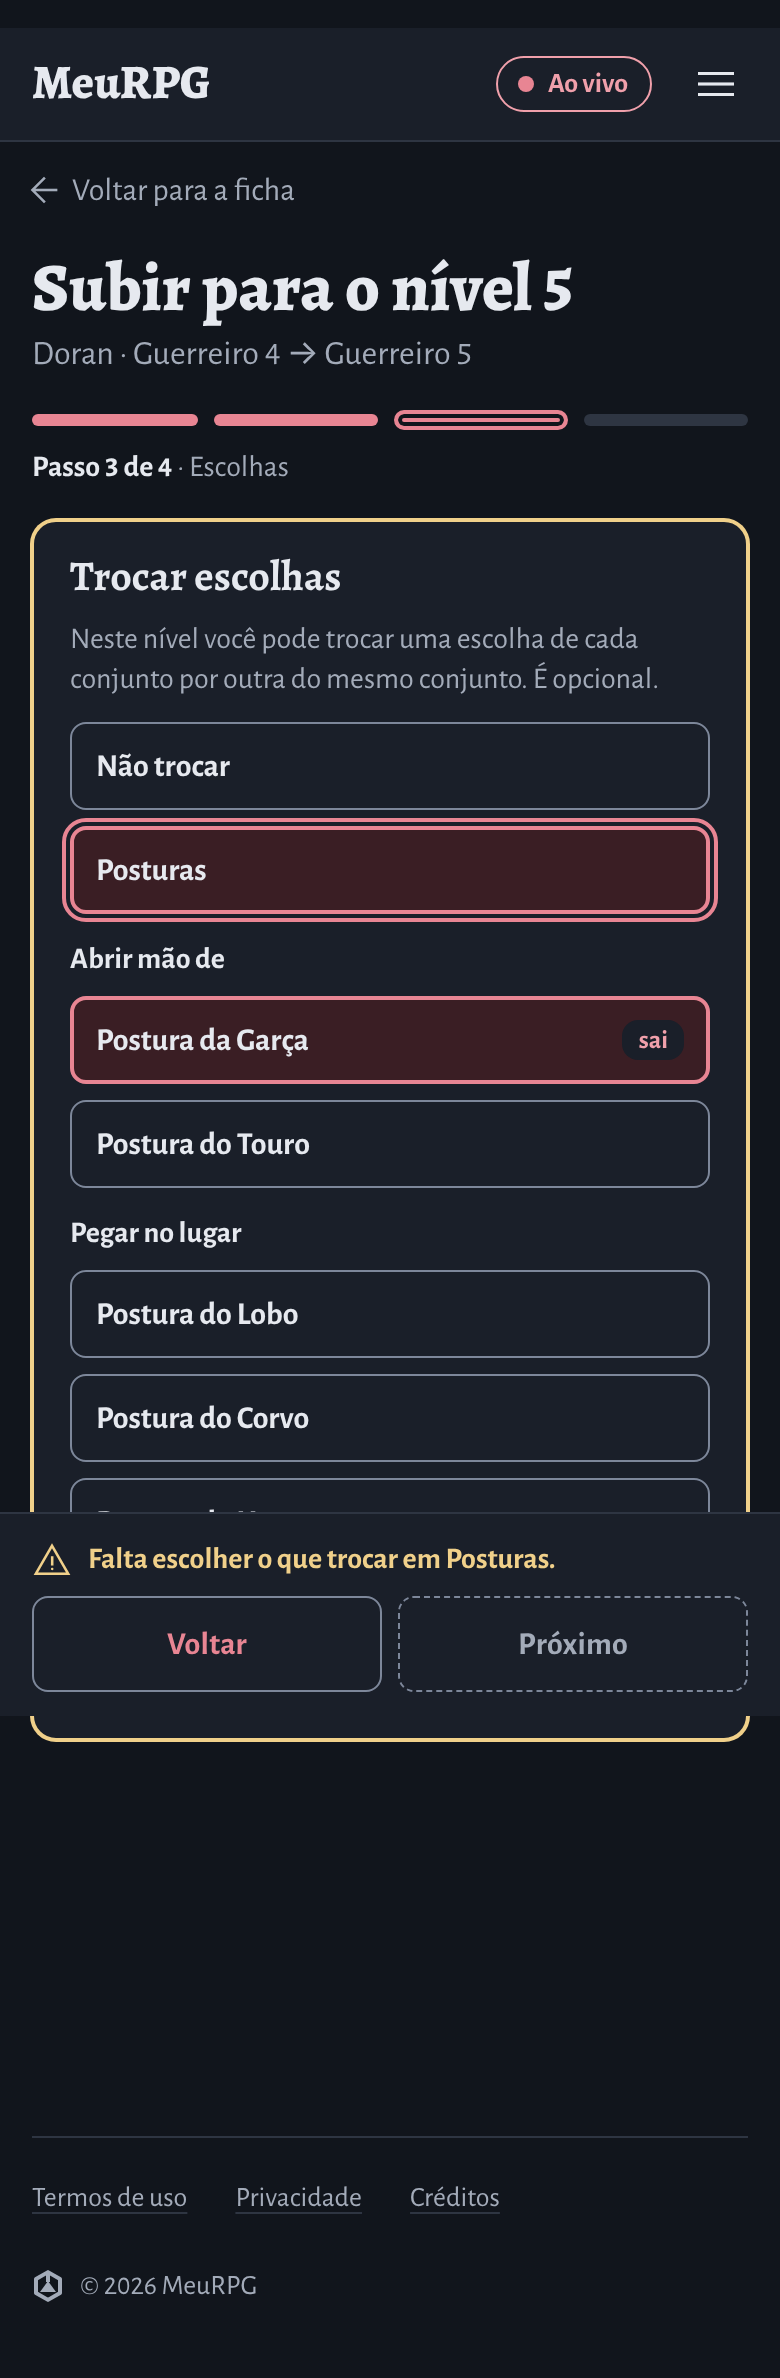 MeuRPG
Ao vivo
Voltar para a ficha
Subir para o nível 5
Doran · Guerreiro 4 → Guerreiro 5
Passo 3 de 4 · Escolhas
Trocar escolhas
Neste nível você pode trocar uma escolha de cada
conjunto por outra do mesmo conjunto. É opcional.
Não trocar
Posturas
Abrir mão de
Postura da Garça
sai
Postura do Touro
Pegar no lugar
Postura do Lobo
Postura do Corvo
Falta escolher o que trocar em Posturas.
Voltar
Próximo
Termos de uso
Privacidade
Créditos
© 2026 MeuRPG